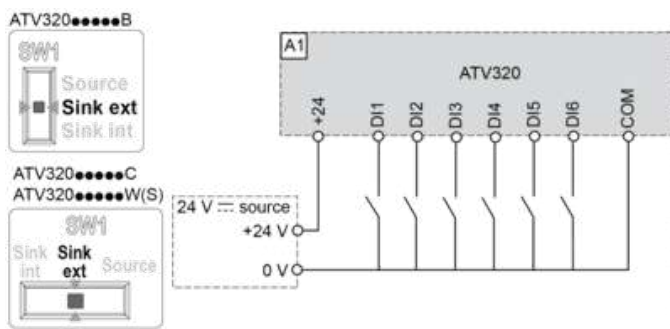 ATV320●●●●●B
SW1
Source
Sink ext
Sink int
ATV320●●●●●C
ATV320●●●●●W(S)
SW1
Sink int
Sink ext
Source
A1
ATV320
+24
DI1
DI2
DI3
DI4
DI5
DI6
COM
24 V ⎓ source
+24 V
0 V